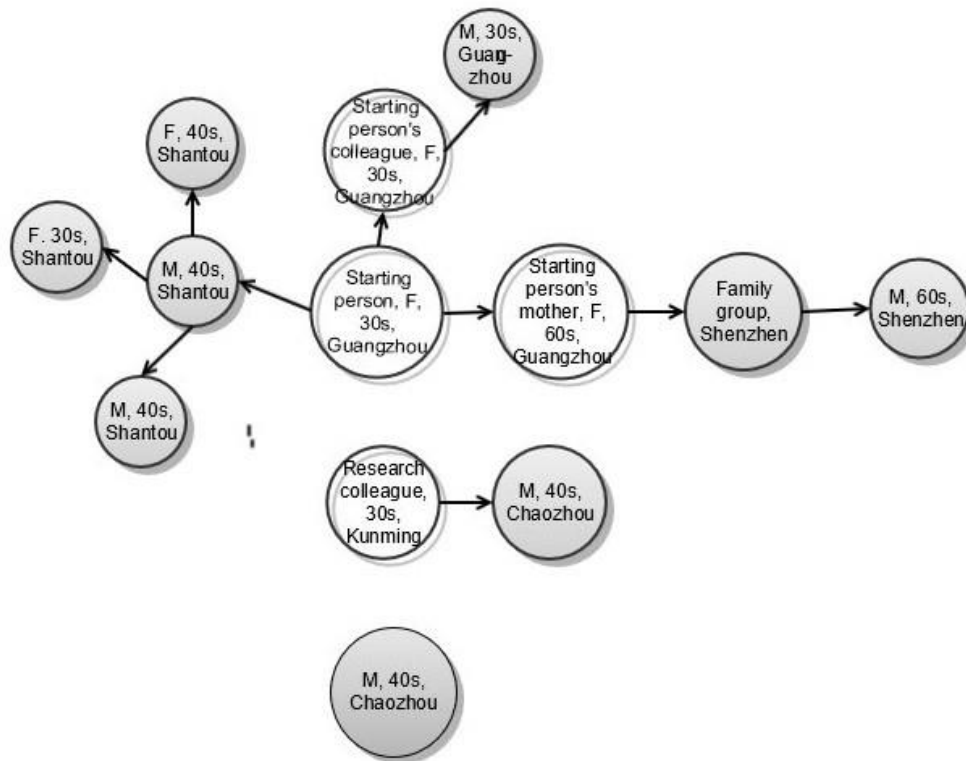 M, 30s,
Guan-
zhou
Starting
person's
colleague, F,
30s,
Guangzhou
F, 40s,
Shantou
F. 30s,
Shantou
M, 40s,
Shantou
Starting
person, F,
30s,
Guangzhou
Starting
person's
mother, F,
60s,
Guangzhou
Family
group,
Shenzhen
M, 60s,
Shenzhen
M, 40s,
Shantou
Research
colleague,
30s,
Kunming
M, 40s,
Chaozhou
M, 40s,
Chaozhou